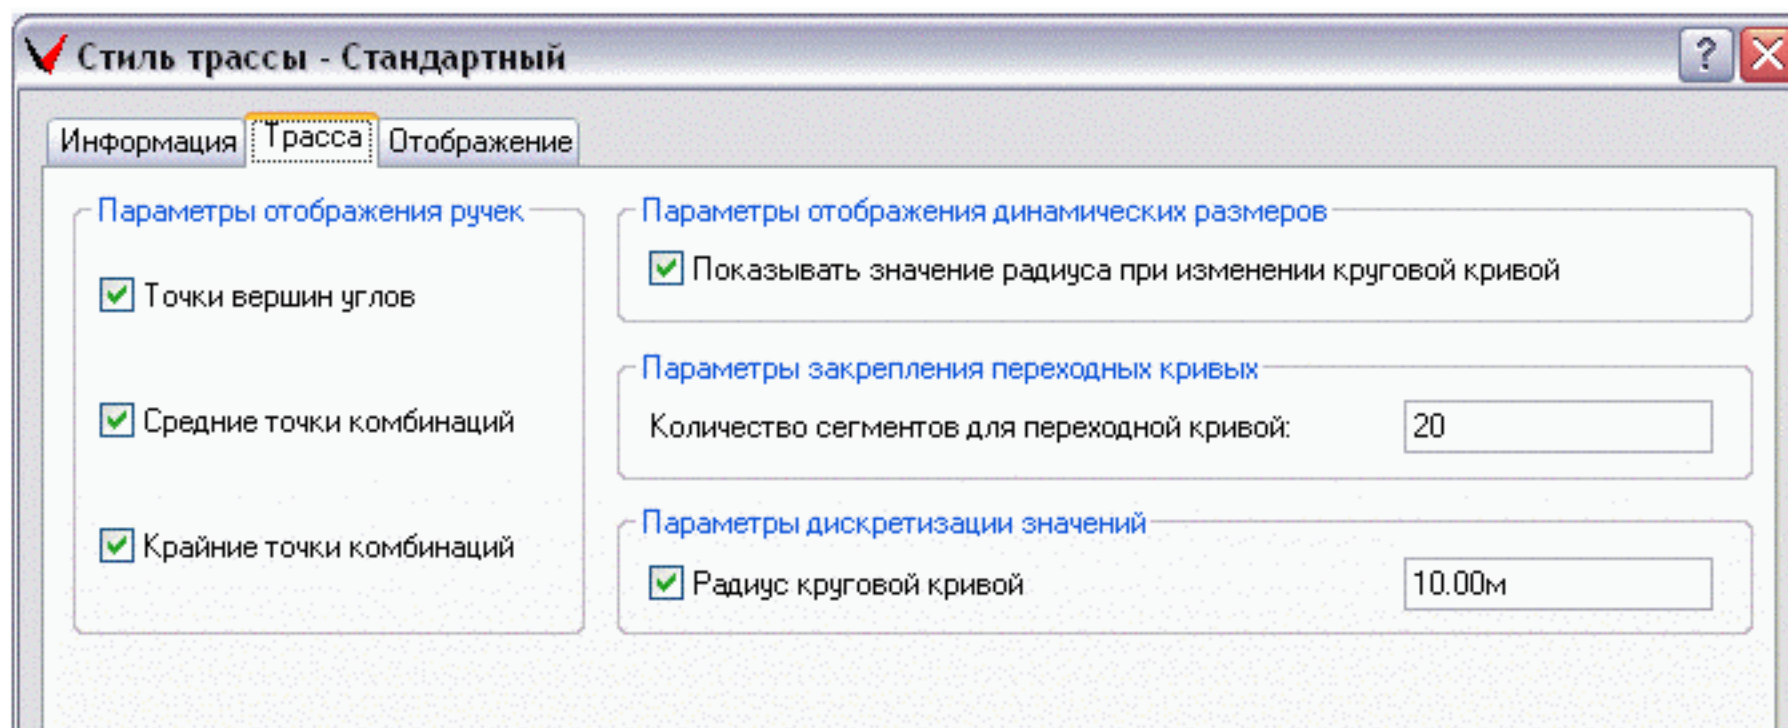 Стиль трассы - Стандартный
?
Информация Трасса Отображение
Параметры отображения ручек
Точки вершин углов
Средние точки комбинаций
Крайние точки комбинаций
Параметры отображения динамических размеров
Показывать значение радиуса при изменении круговой кривой
Параметры закрепления переходных кривых
Количество сегментов для переходной кривой: 20
Параметры дискретизации значений
Радиус круговой кривой 10.00м